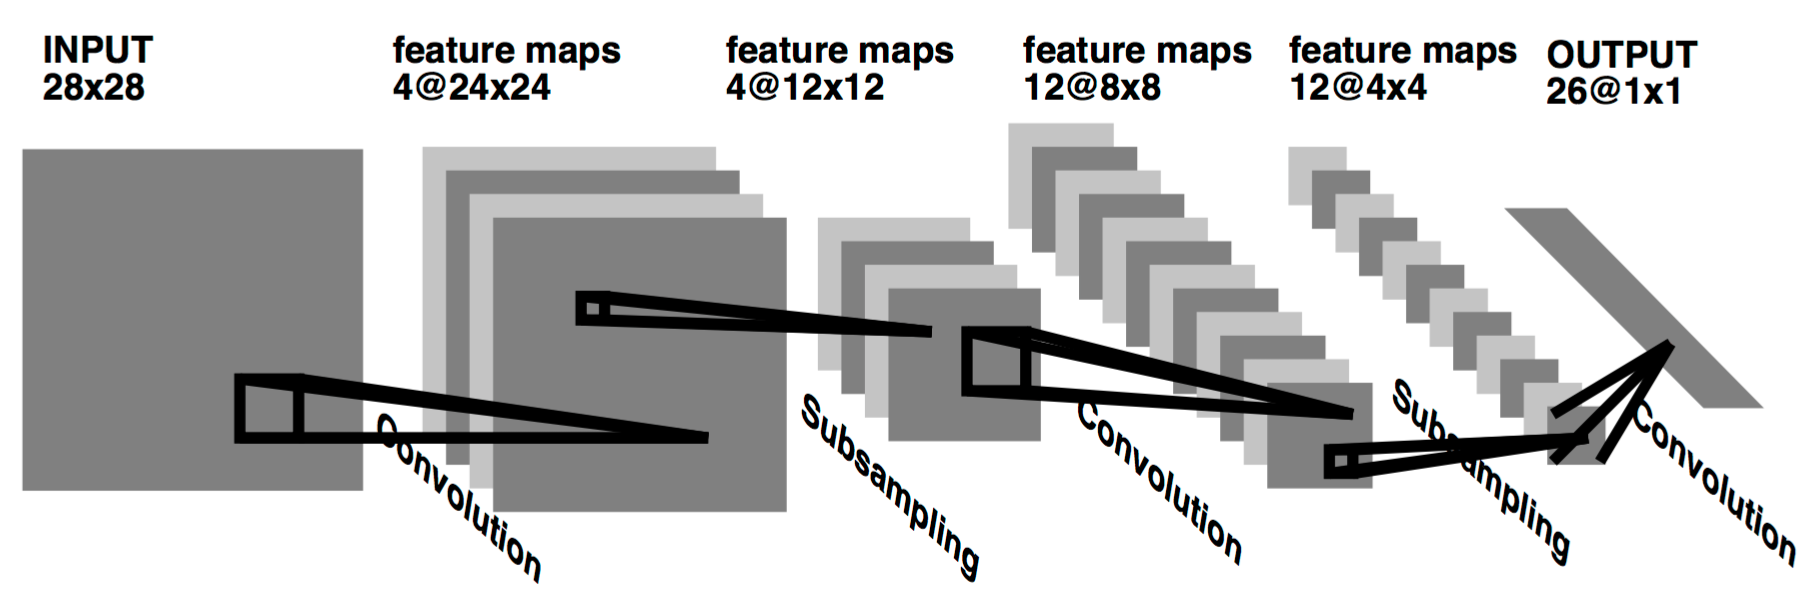 INPUT
28x28
feature maps
4@24x24
feature maps
4@12x12
feature maps
12@8x8
feature maps
12@4x4
OUTPUT
26@1x1
Convolution
Subsampling
Convolution
Subsampling
Convolution